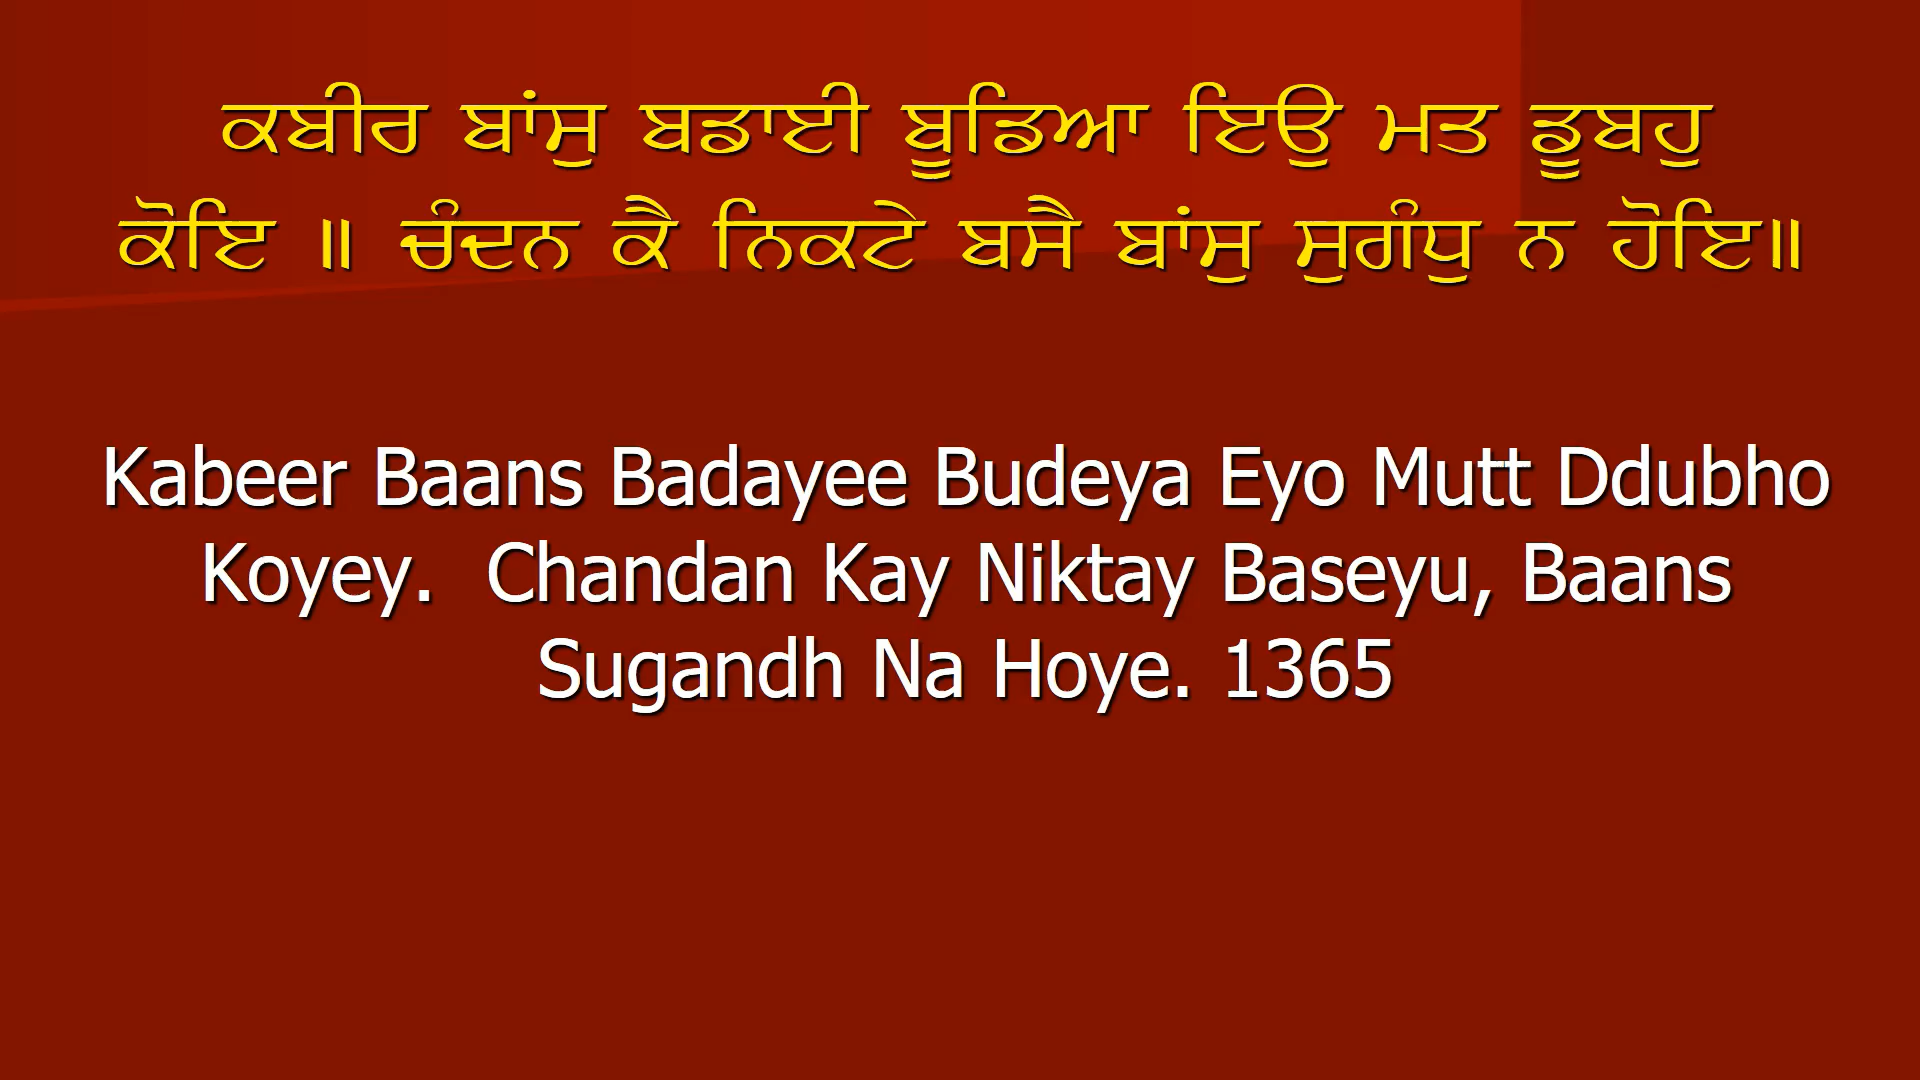 ਕਬੀਰ ਬਾਂਸੁ ਬਡਾਈ ਬੂਡਿਆ ਇਉ ਮਤ ਡੂਬਹੁ
ਕੋਇ ॥ ਚੰਦਨ ਕੈ ਨਿਕਟੇ ਬਸੈ ਬਾਂਸੁ ਸੁਗੰਧੁ ਨ ਹੋਇ॥
Kabeer Baans Badayee Budeya Eyo Mutt Ddubho
Koyey.  Chandan Kay Niktay Baseyu, Baans
Sugandh Na Hoye. 1365